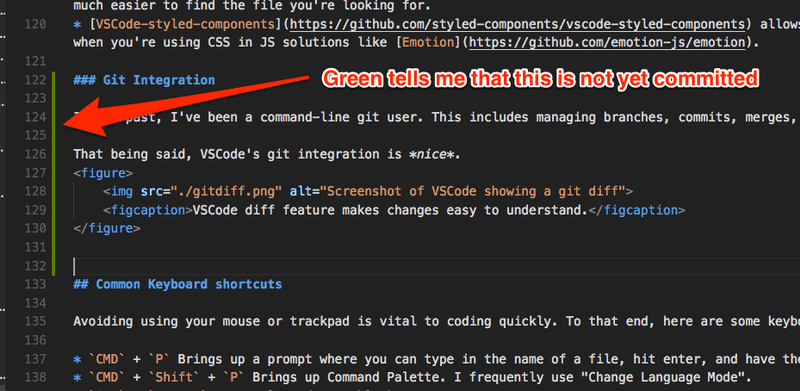 much easier to find the file you're looking for.
120 * [VSCode-styled-components](https://github.com/styled-components/vscode-styled-components) allows
when you're using CSS in JS solutions like [Emotion](https://github.com/emotion-js/emotion).
121
122 ### Git Integration
Green tells me that this is not yet committed
123
124 past, I've been a command-line git user. This includes managing branches, commits, merges,
125
126 That being said, VSCode's git integration is *nice*.
127 <figure>
128 <img src="./gitdiff.png" alt="Screenshot of VSCode showing a git diff">
129 <figcaption>VSCode diff feature makes changes easy to understand.</figcaption>
130 </figure>
131
132
133 ## Common Keyboard shortcuts
134
135 Avoiding using your mouse or trackpad is vital to coding quickly. To that end, here are some keybo
136
137 * `CMD` + `P` Brings up a prompt where you can type in the name of a file, hit enter, and have the
138 * `CMD` + `Shift` + `P` Brings up Command Palette. I frequently use "Change Language Mode".